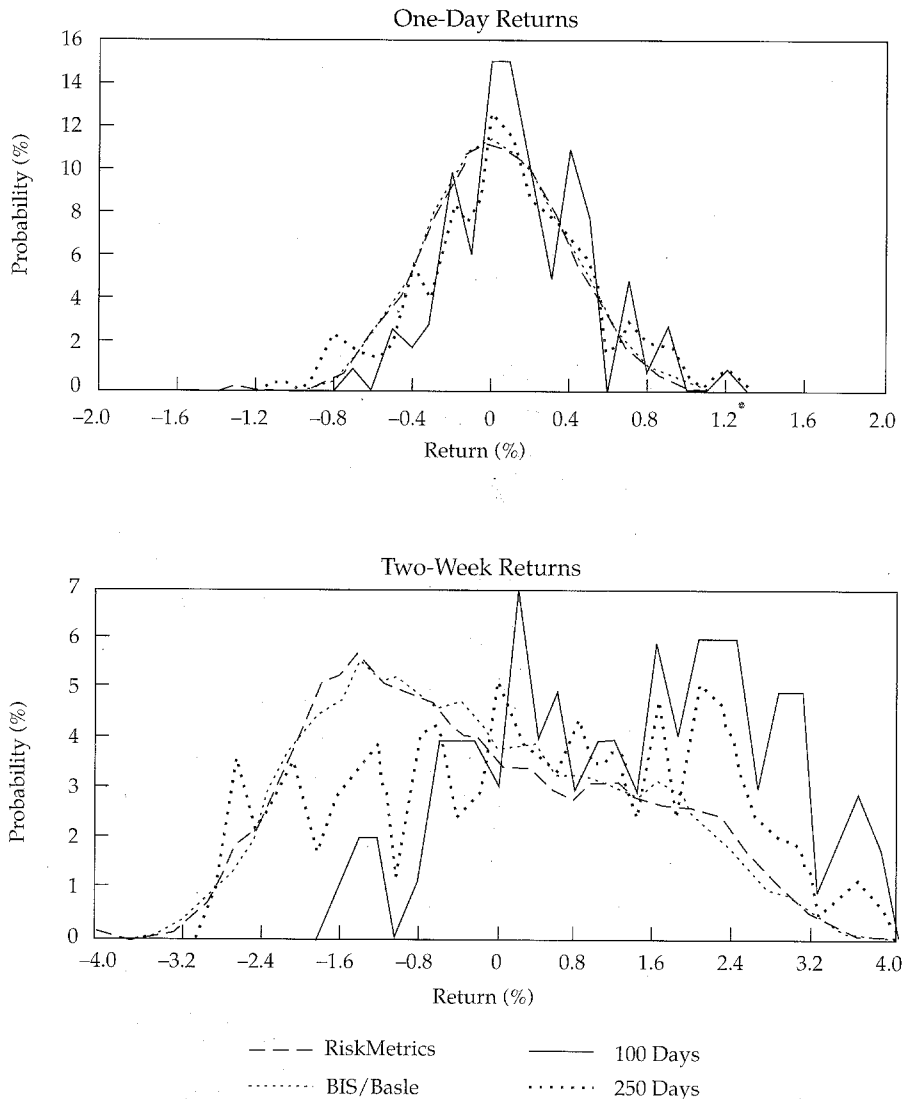 One-Day Returns
16
14
12
10
8
6
4
2
0
Probability (%)
–2.0 –1.6 –1.2 –0.8 –0.4 0 0.4 0.8 1.2 1.6 2.0
Return (%)
Two-Week Returns
7
6
5
4
3
2
1
0
Probability (%)
–4.0 –3.2 –2.4 –1.6 –0.8 0 0.8 1.6 2.4 3.2 4.0
Return (%)
RiskMetrics 100 Days
BIS/Basle 250 Days